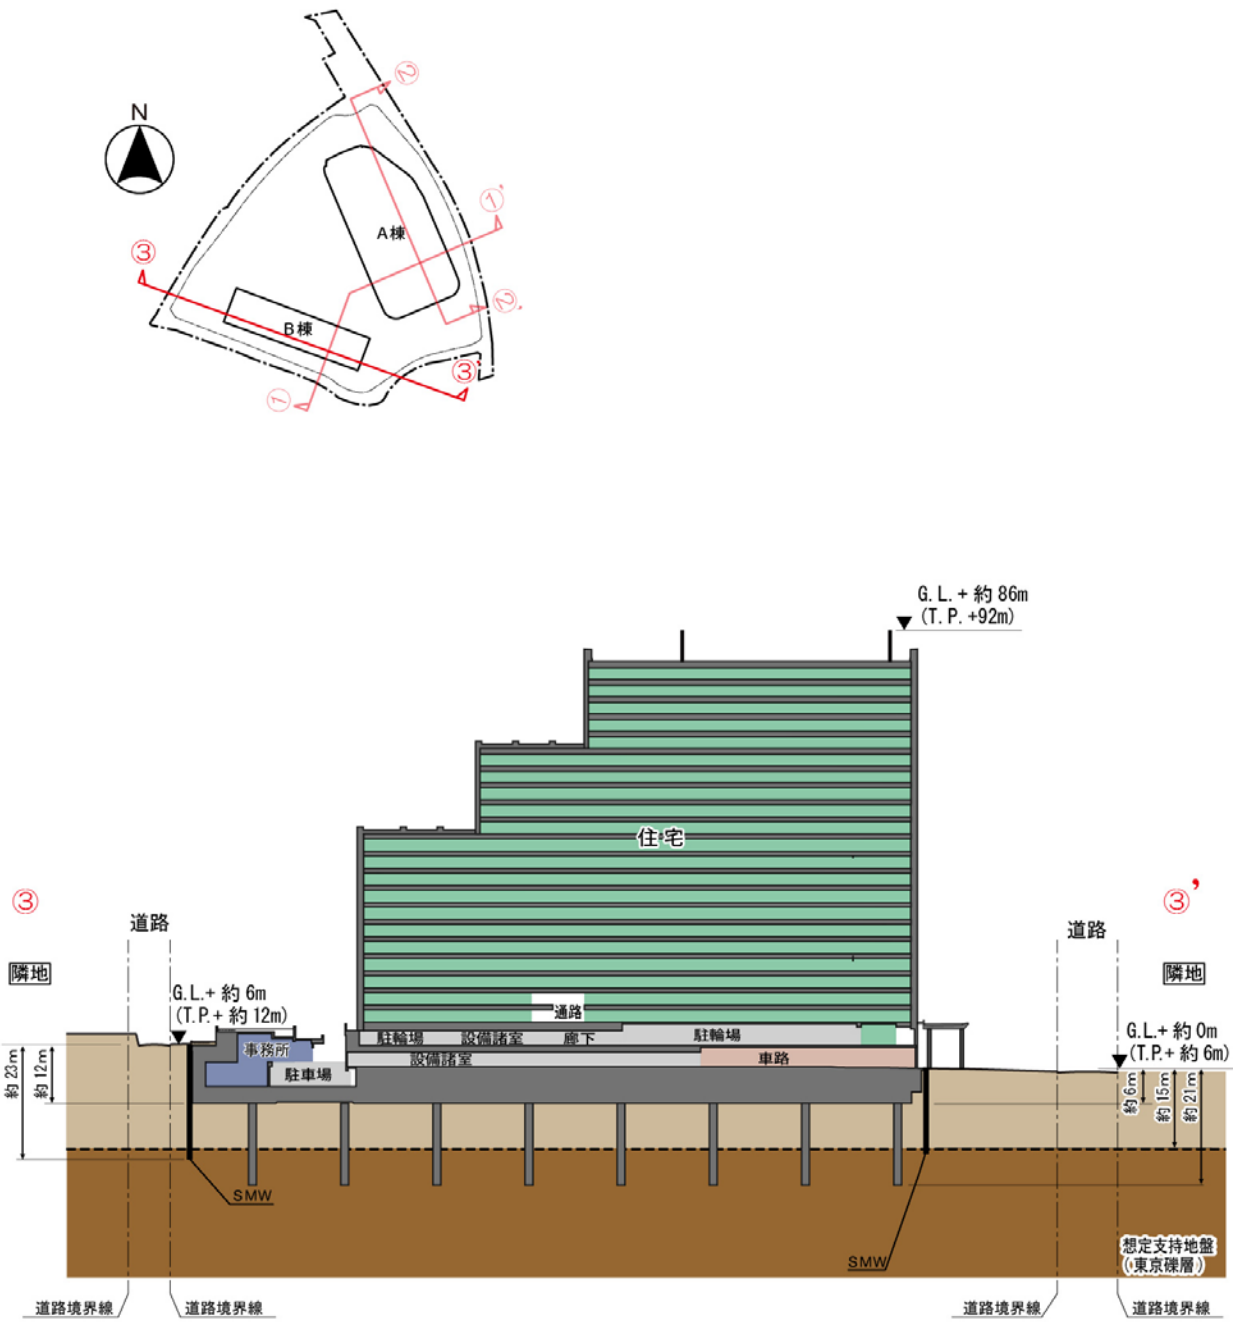 N
②
①'
A棟
③
②'
B棟
③'
①
G.L.+約86m
(T.P.+92m)
住宅
③
③'
道路
道路
隣地
隣地
G.L.+約6m
(T.P.+約12m)
通路
駐輪場
設備諸室
廊下
駐輪場
G.L.+約0m
(T.P.+約6m)
事務所
設備諸室
車路
駐車場
約23m
約12m
約6m
約15m
約21m
SMW
SMW
想定支持地盤
(東京礫層)
道路境界線
道路境界線
道路境界線
道路境界線